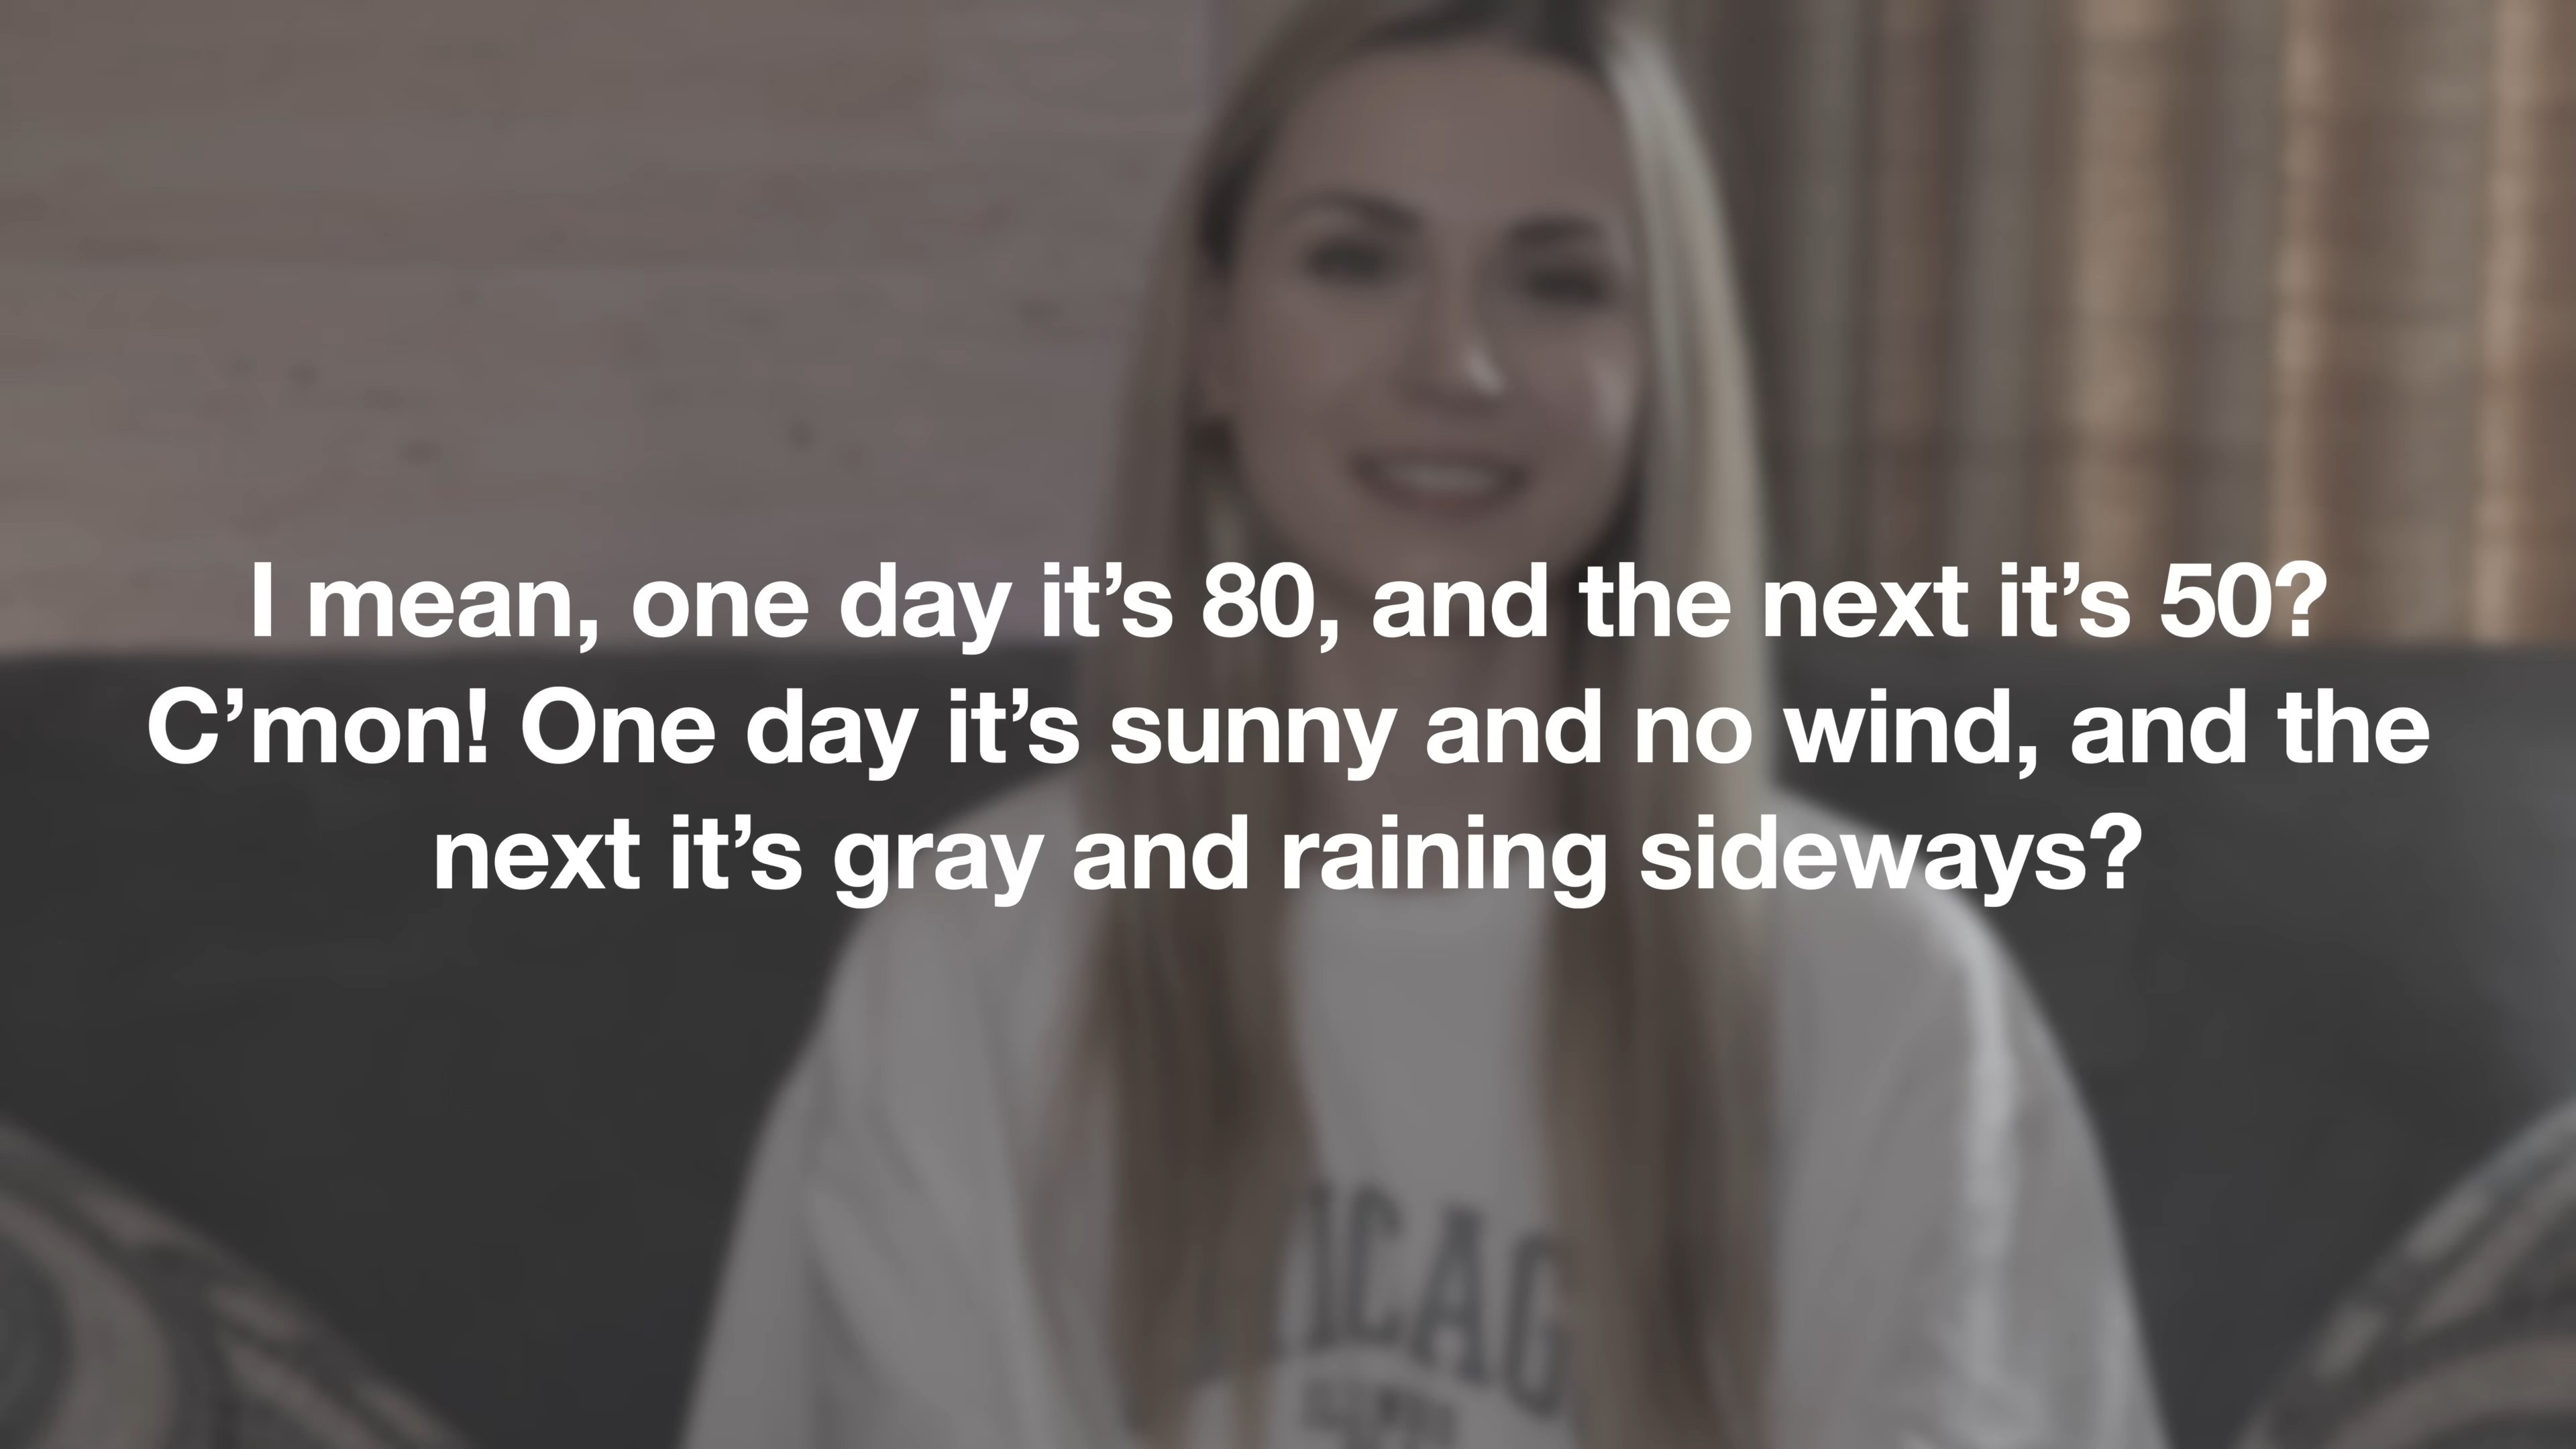 I mean, one day it’s 80, and the next it’s 50?
C’mon! One day it’s sunny and no wind, and the
next it’s gray and raining sideways?
ICAG